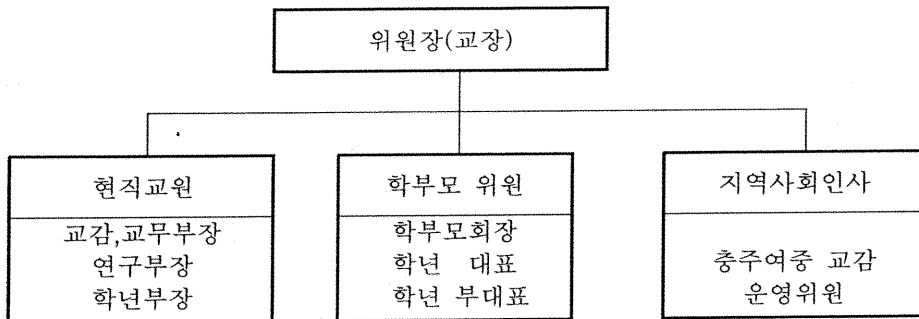 위원장(교장)
현직교원
교감,교무부장
연구부장
학년부장
학부모 위원
학부모회장
학년 대표
학년 부대표
지역사회인사
충주여중 교감
운영위원